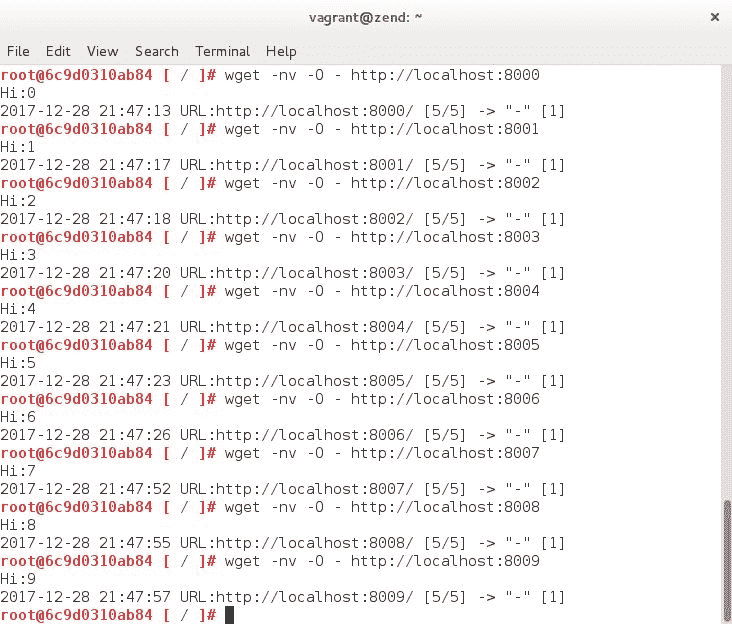 vagrant@zend: ~
×
File Edit View Search Terminal Help
root@6c9d0310ab84 [ / ]# wget -nv -O - http://localhost:8000
Hi:0
2017-12-28 21:47:13 URL:http://localhost:8000/ [5/5] -> "-" [1]
root@6c9d0310ab84 [ / ]# wget -nv -O - http://localhost:8001
Hi:1
2017-12-28 21:47:17 URL:http://localhost:8001/ [5/5] -> "-" [1]
root@6c9d0310ab84 [ / ]# wget -nv -O - http://localhost:8002
Hi:2
2017-12-28 21:47:18 URL:http://localhost:8002/ [5/5] -> "-" [1]
root@6c9d0310ab84 [ / ]# wget -nv -O - http://localhost:8003
Hi:3
2017-12-28 21:47:20 URL:http://localhost:8003/ [5/5] -> "-" [1]
root@6c9d0310ab84 [ / ]# wget -nv -O - http://localhost:8004
Hi:4
2017-12-28 21:47:21 URL:http://localhost:8004/ [5/5] -> "-" [1]
root@6c9d0310ab84 [ / ]# wget -nv -O - http://localhost:8005
Hi:5
2017-12-28 21:47:23 URL:http://localhost:8005/ [5/5] -> "-" [1]
root@6c9d0310ab84 [ / ]# wget -nv -O - http://localhost:8006
Hi:6
2017-12-28 21:47:26 URL:http://localhost:8006/ [5/5] -> "-" [1]
root@6c9d0310ab84 [ / ]# wget -nv -O - http://localhost:8007
Hi:7
2017-12-28 21:47:52 URL:http://localhost:8007/ [5/5] -> "-" [1]
root@6c9d0310ab84 [ / ]# wget -nv -O - http://localhost:8008
Hi:8
2017-12-28 21:47:55 URL:http://localhost:8008/ [5/5] -> "-" [1]
root@6c9d0310ab84 [ / ]# wget -nv -O - http://localhost:8009
Hi:9
2017-12-28 21:47:57 URL:http://localhost:8009/ [5/5] -> "-" [1]
root@6c9d0310ab84 [ / ]#